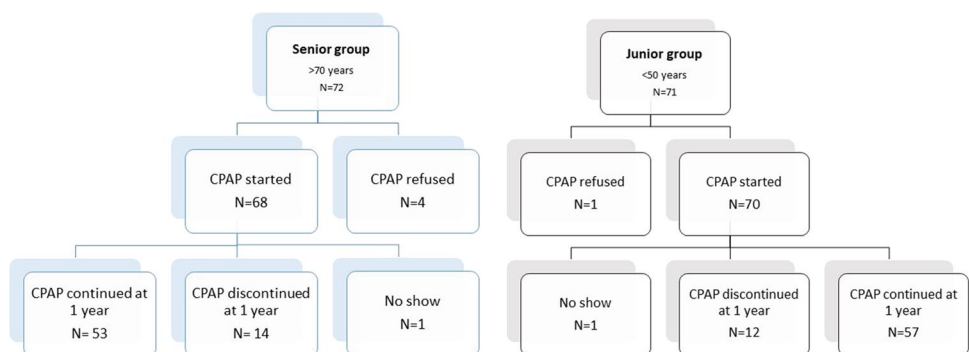 Senior group
>70 years
N=72
Junior group
<50 years
N=71
CPAP started
N=68
CPAP refused
N=4
CPAP refused
N=1
CPAP started
N=70
CPAP continued at
1 year
N= 53
CPAP discontinued
at 1 year
N= 14
No show
N=1
No show
N=1
CPAP discontinued
at 1 year
N=12
CPAP continued at
1 year
N=57